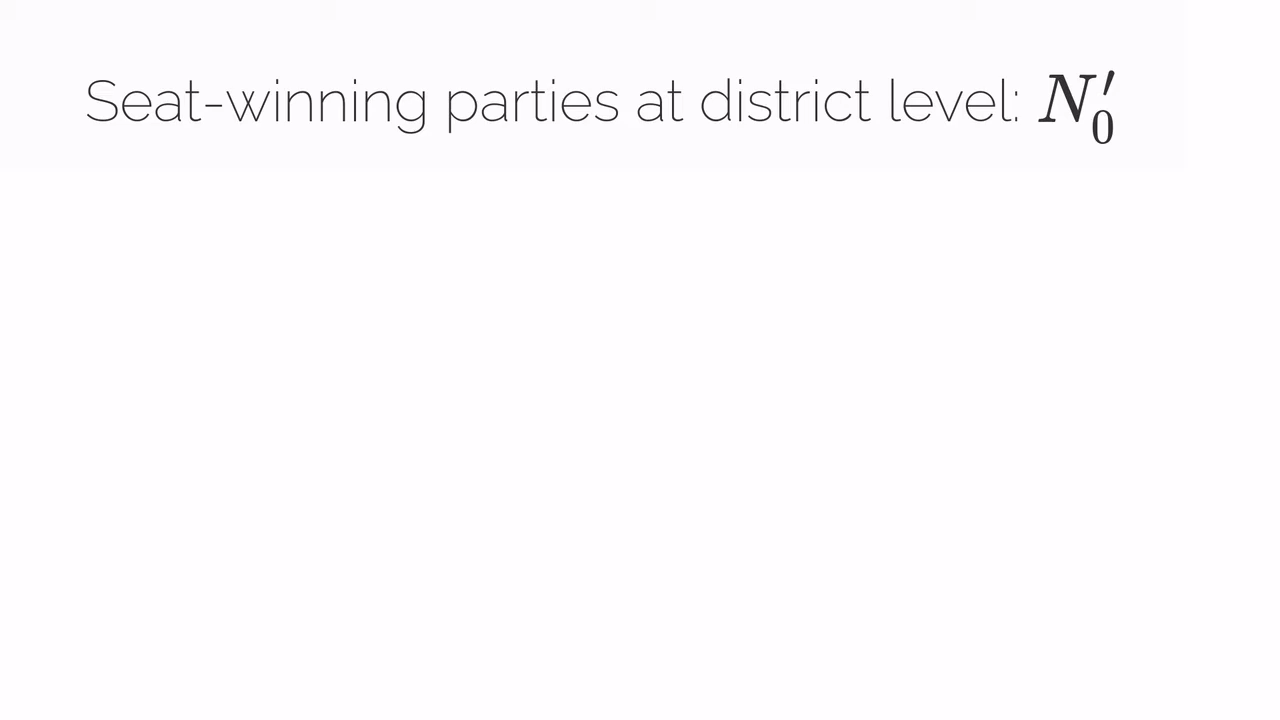 Seat-winning parties at district level: N′₀